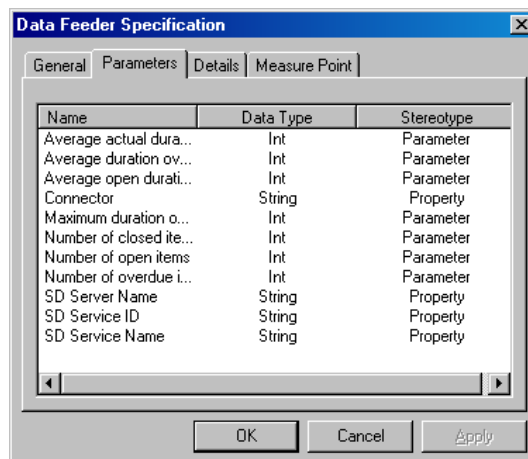 Data Feeder Specification
General Parameters Details Measure Point
Name Data Type Stereotype
Average actual dura... Int Parameter
Average duration ov... Int Parameter
Average open durati... Int Parameter
Connector String Property
Maximum duration o... Int Parameter
Number of closed ite... Int Parameter
Number of open items Int Parameter
Number of overdue i... Int Parameter
SD Server Name String Property
SD Service ID String Property
SD Service Name String Property
OK Cancel Apply